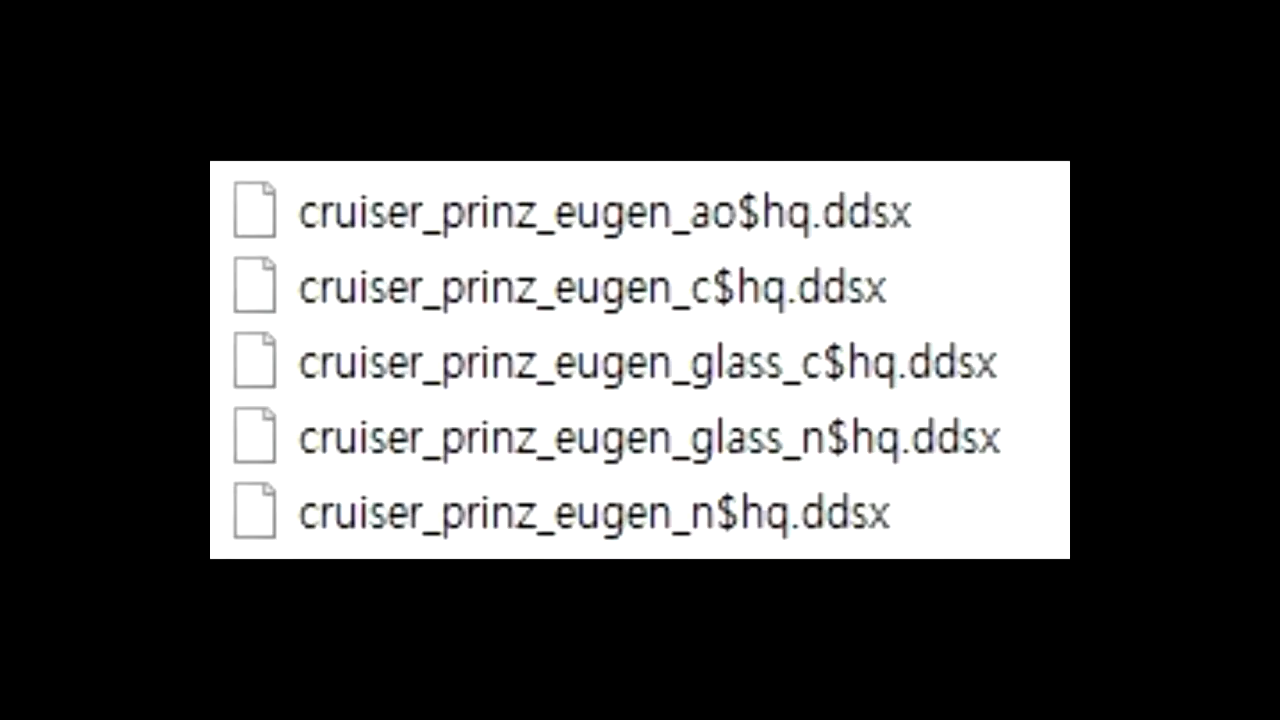 cruiser_prinz_eugen_ao$hq.ddsx
cruiser_prinz_eugen_c$hq.ddsx
cruiser_prinz_eugen_glass_c$hq.ddsx
cruiser_prinz_eugen_glass_n$hq.ddsx
cruiser_prinz_eugen_n$hq.ddsx